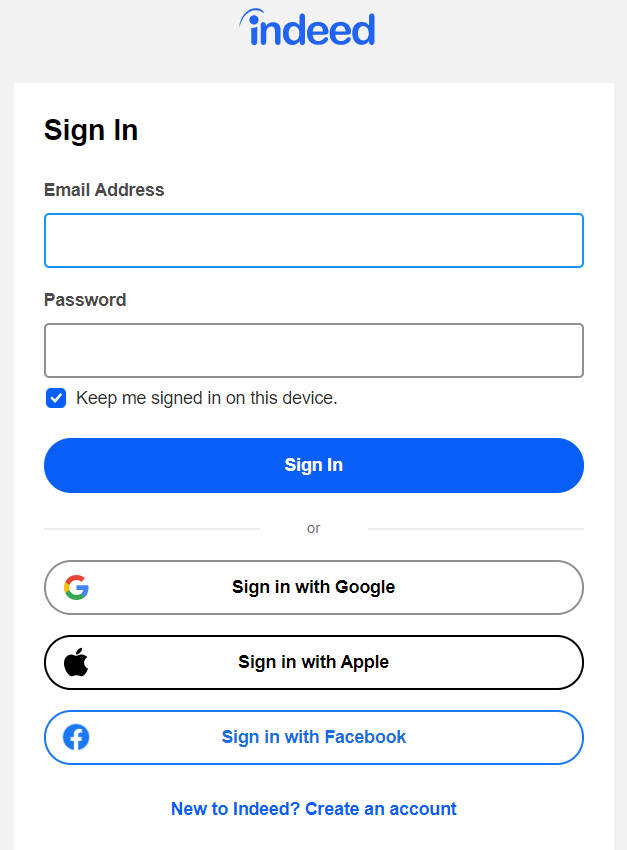 indeed
Sign In
Email Address
Password
Keep me signed in on this device.
Sign In
or
Sign in with Google
Sign in with Apple
Sign in with Facebook
New to Indeed? Create an account